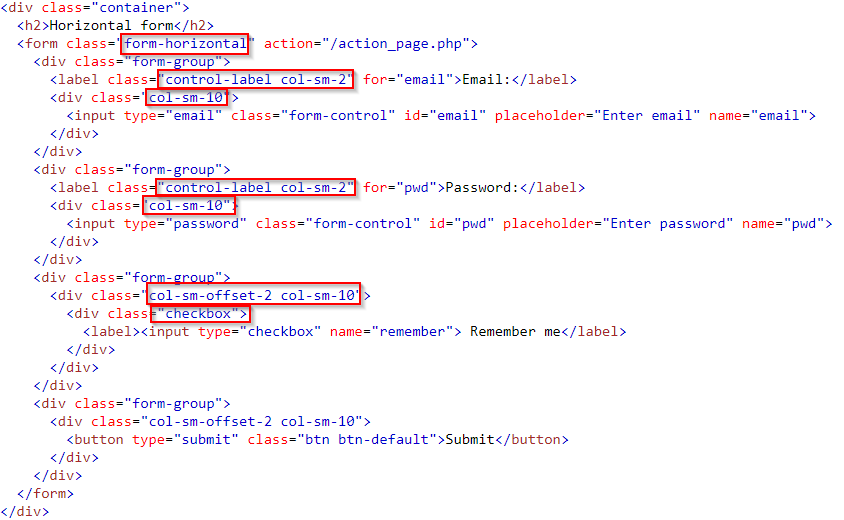 <div class="container">
  <h2>Horizontal form</h2>
  <form class="form-horizontal" action="/action_page.php">
    <div class="form-group">
      <label class="control-label col-sm-2" for="email">Email:</label>
      <div class="col-sm-10">
        <input type="email" class="form-control" id="email" placeholder="Enter email" name="email">
      </div>
    </div>
    <div class="form-group">
      <label class="control-label col-sm-2" for="pwd">Password:</label>
      <div class="col-sm-10">
        <input type="password" class="form-control" id="pwd" placeholder="Enter password" name="pwd">
      </div>
    </div>
    <div class="form-group">
      <div class="col-sm-offset-2 col-sm-10">
        <div class="checkbox">
          <label><input type="checkbox" name="remember"> Remember me</label>
        </div>
      </div>
    </div>
    <div class="form-group">
      <div class="col-sm-offset-2 col-sm-10">
        <button type="submit" class="btn btn-default">Submit</button>
      </div>
    </div>
  </form>
</div>